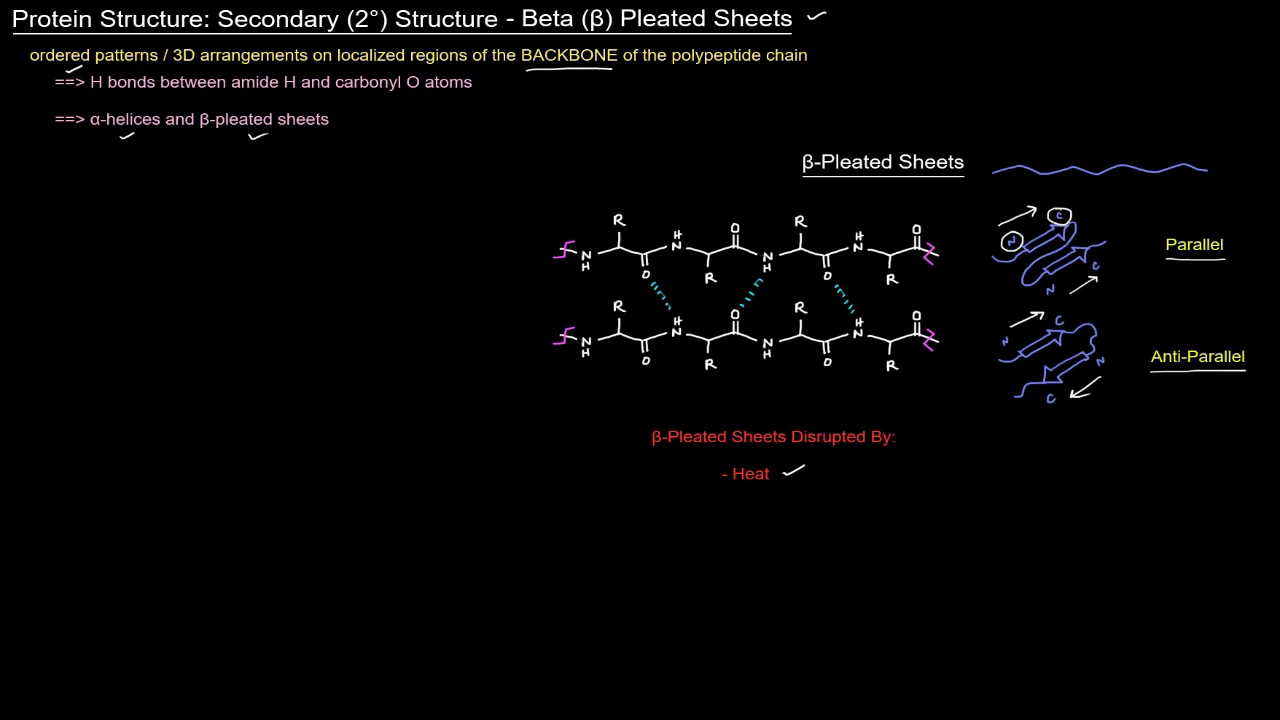 Protein Structure: Secondary (2°) Structure - Beta (β) Pleated Sheets
ordered patterns / 3D arrangements on localized regions of the BACKBONE of the polypeptide chain
==> H bonds between amide H and carbonyl O atoms
==> α-helices and β-pleated sheets
β-Pleated Sheets
R H O R H O
N N N N
H O R H O R
R H O R H O
N N N N
H O R H O R
N C
N C
Parallel
N C
N C
Anti-Parallel
β-Pleated Sheets Disrupted By:
- Heat